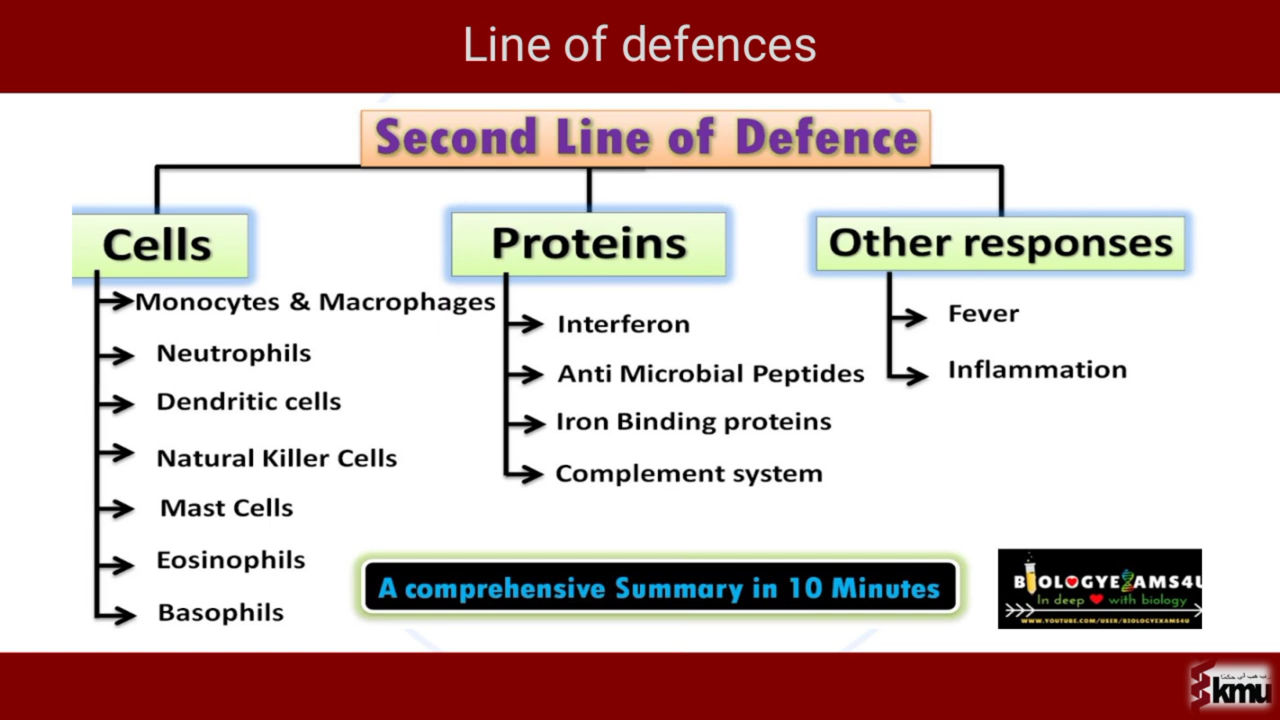 Line of defences
Second Line of Defence
Cells
Monocytes & Macrophages
Neutrophils
Dendritic cells
Natural Killer Cells
Mast Cells
Eosinophils
Basophils
Proteins
Interferon
Anti Microbial Peptides
Iron Binding proteins
Complement system
Other responses
Fever
Inflammation
A comprehensive Summary in 10 Minutes
BIOLOGYEXAMS4U
In deep with biology
WWW.YOUTUBE.COM/USER/BIOLOGYEXAMS4U
kmu